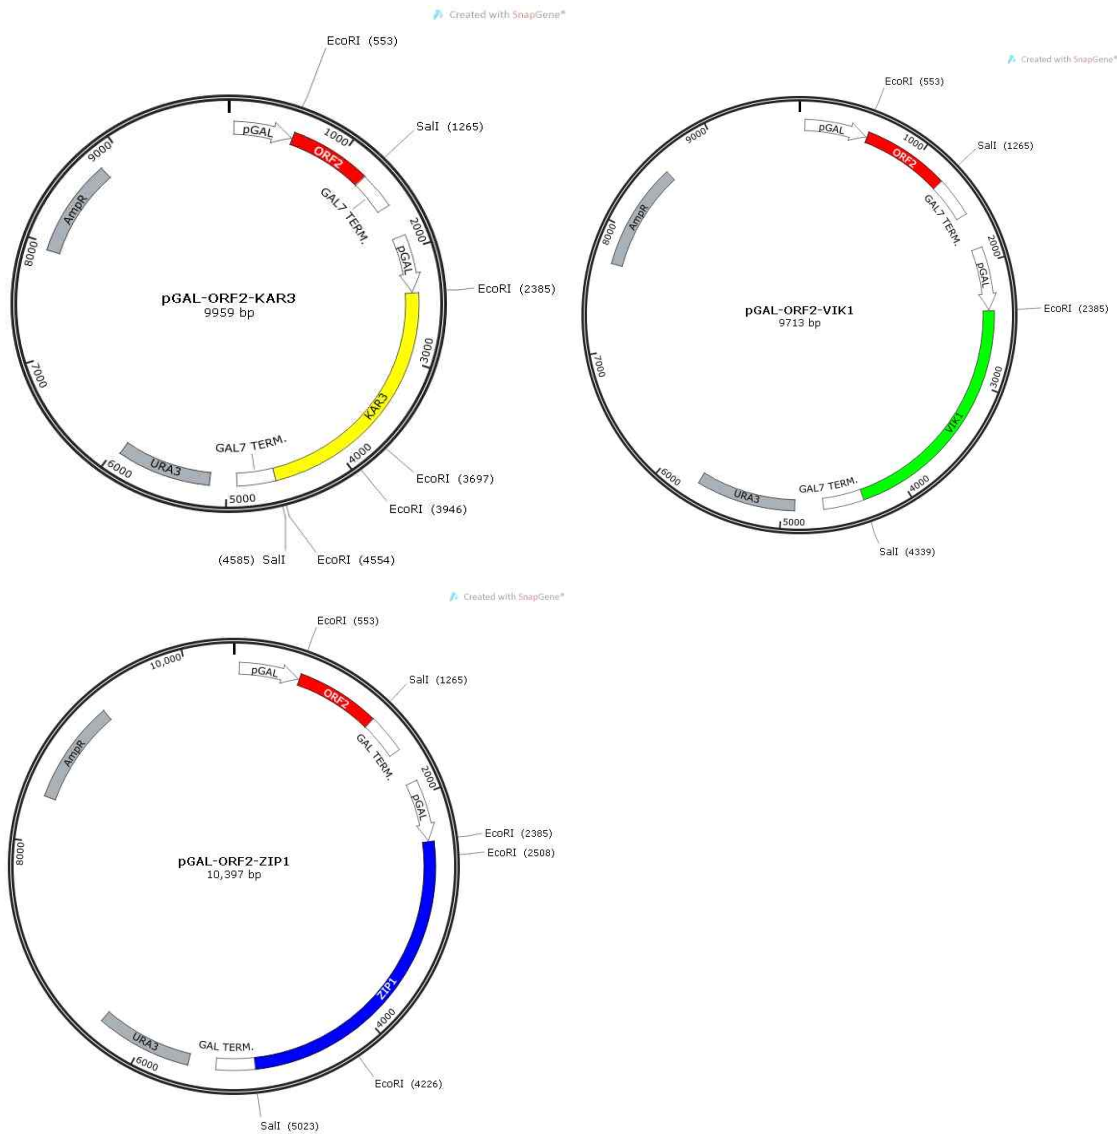 Created with SnapGene®
EcoRI (553)
SalI (1265)
pGAL
1000
ORF2
GAL7 TERM.
2000
pGAL
EcoRI (2385)
9000
AmpR
8000
pGAL-ORF2-KAR3
9959 bp
3000
KAR3
7000
4000
GAL7 TERM.
EcoRI (3697)
URA3
6000
5000
EcoRI (3946)
(4585) SalI
EcoRI (4554)
Created with SnapGene®
EcoRI (553)
SalI (1265)
pGAL
1000
ORF2
GAL7 TERM.
2000
pGAL
EcoRI (2385)
9000
AmpR
8000
pGAL-ORF2-VIK1
9713 bp
3000
VIK1
7000
4000
GAL7 TERM.
URA3
6000
5000
SalI (4339)
Created with SnapGene®
EcoRI (553)
10,000
pGAL
SalI (1265)
ORF2
GAL TERM.
2000
pGAL
AmpR
EcoRI (2385)
EcoRI (2508)
8000
pGAL-ORF2-ZIP1
10,397 bp
ZIP1
4000
GAL TERM.
URA3
6000
EcoRI (4226)
SalI (5023)